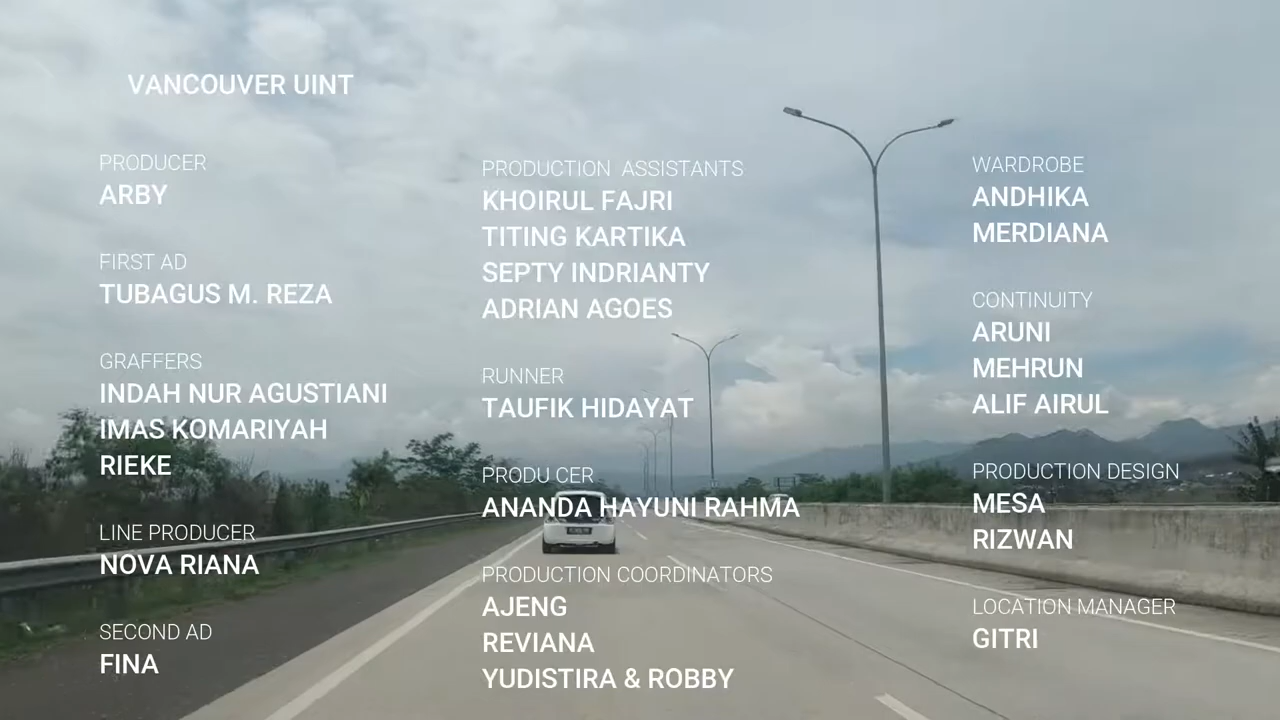 VANCOUVER UINT
PRODUCER
ARBY
FIRST AD
TUBAGUS M. REZA
GRAFFERS
INDAH NUR AGUSTIANI
IMAS KOMARIYAH
RIEKE
LINE PRODUCER
NOVA RIANA
SECOND AD
FINA
PRODUCTION ASSISTANTS
KHOIRUL FAJRI
TITING KARTIKA
SEPTY INDRIANTY
ADRIAN AGOES
RUNNER
TAUFIK HIDAYAT
PRODU CER
ANANDA HAYUNI RAHMA
PRODUCTION COORDINATORS
AJENG
REVIANA
YUDISTIRA & ROBBY
WARDROBE
ANDHIKA
MERDIANA
CONTINUITY
ARUNI
MEHRUN
ALIF AIRUL
PRODUCTION DESIGN
MESA
RIZWAN
LOCATION MANAGER
GITRI